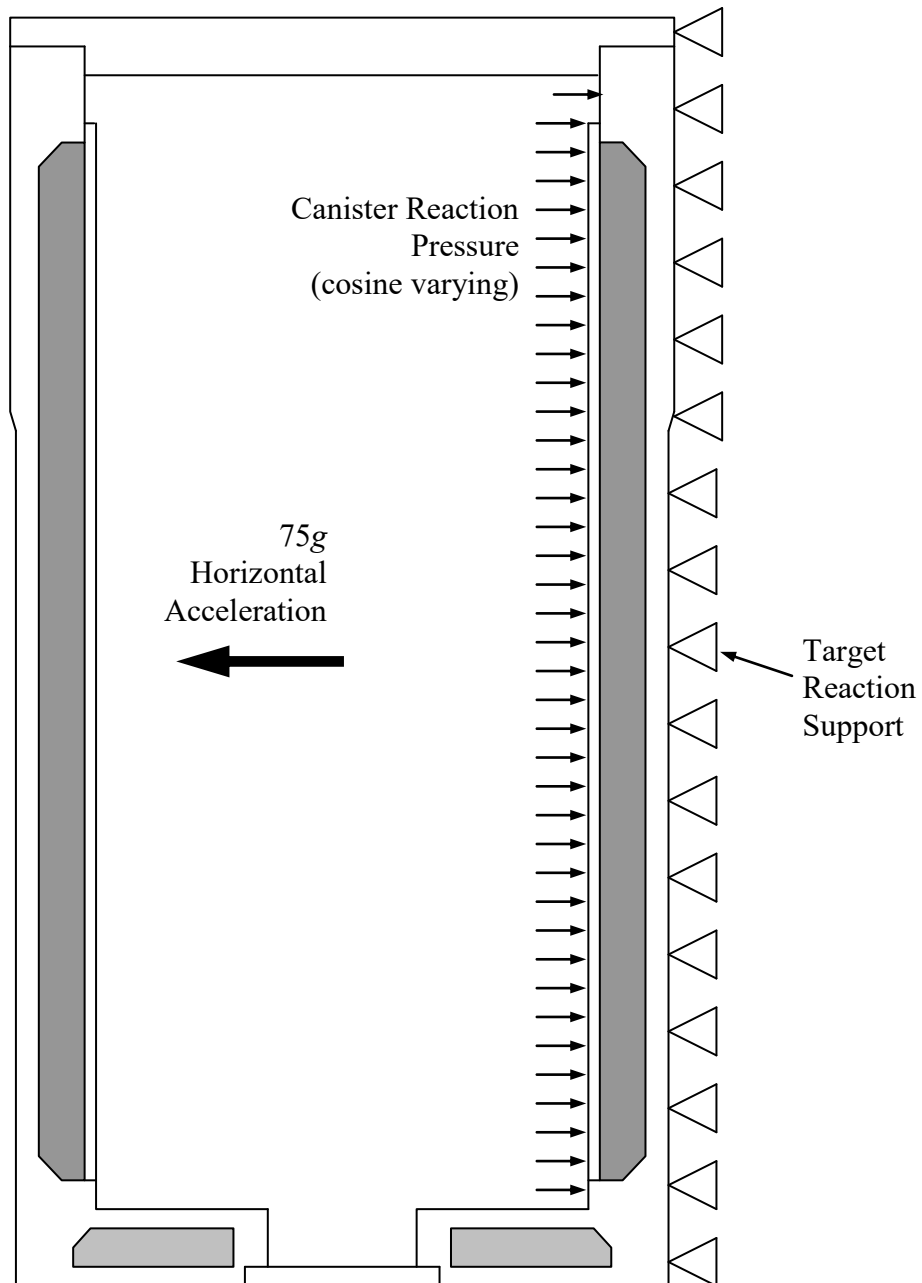 Canister Reaction
Pressure
(cosine varying)
75g
Horizontal
Acceleration
Target
Reaction
Support